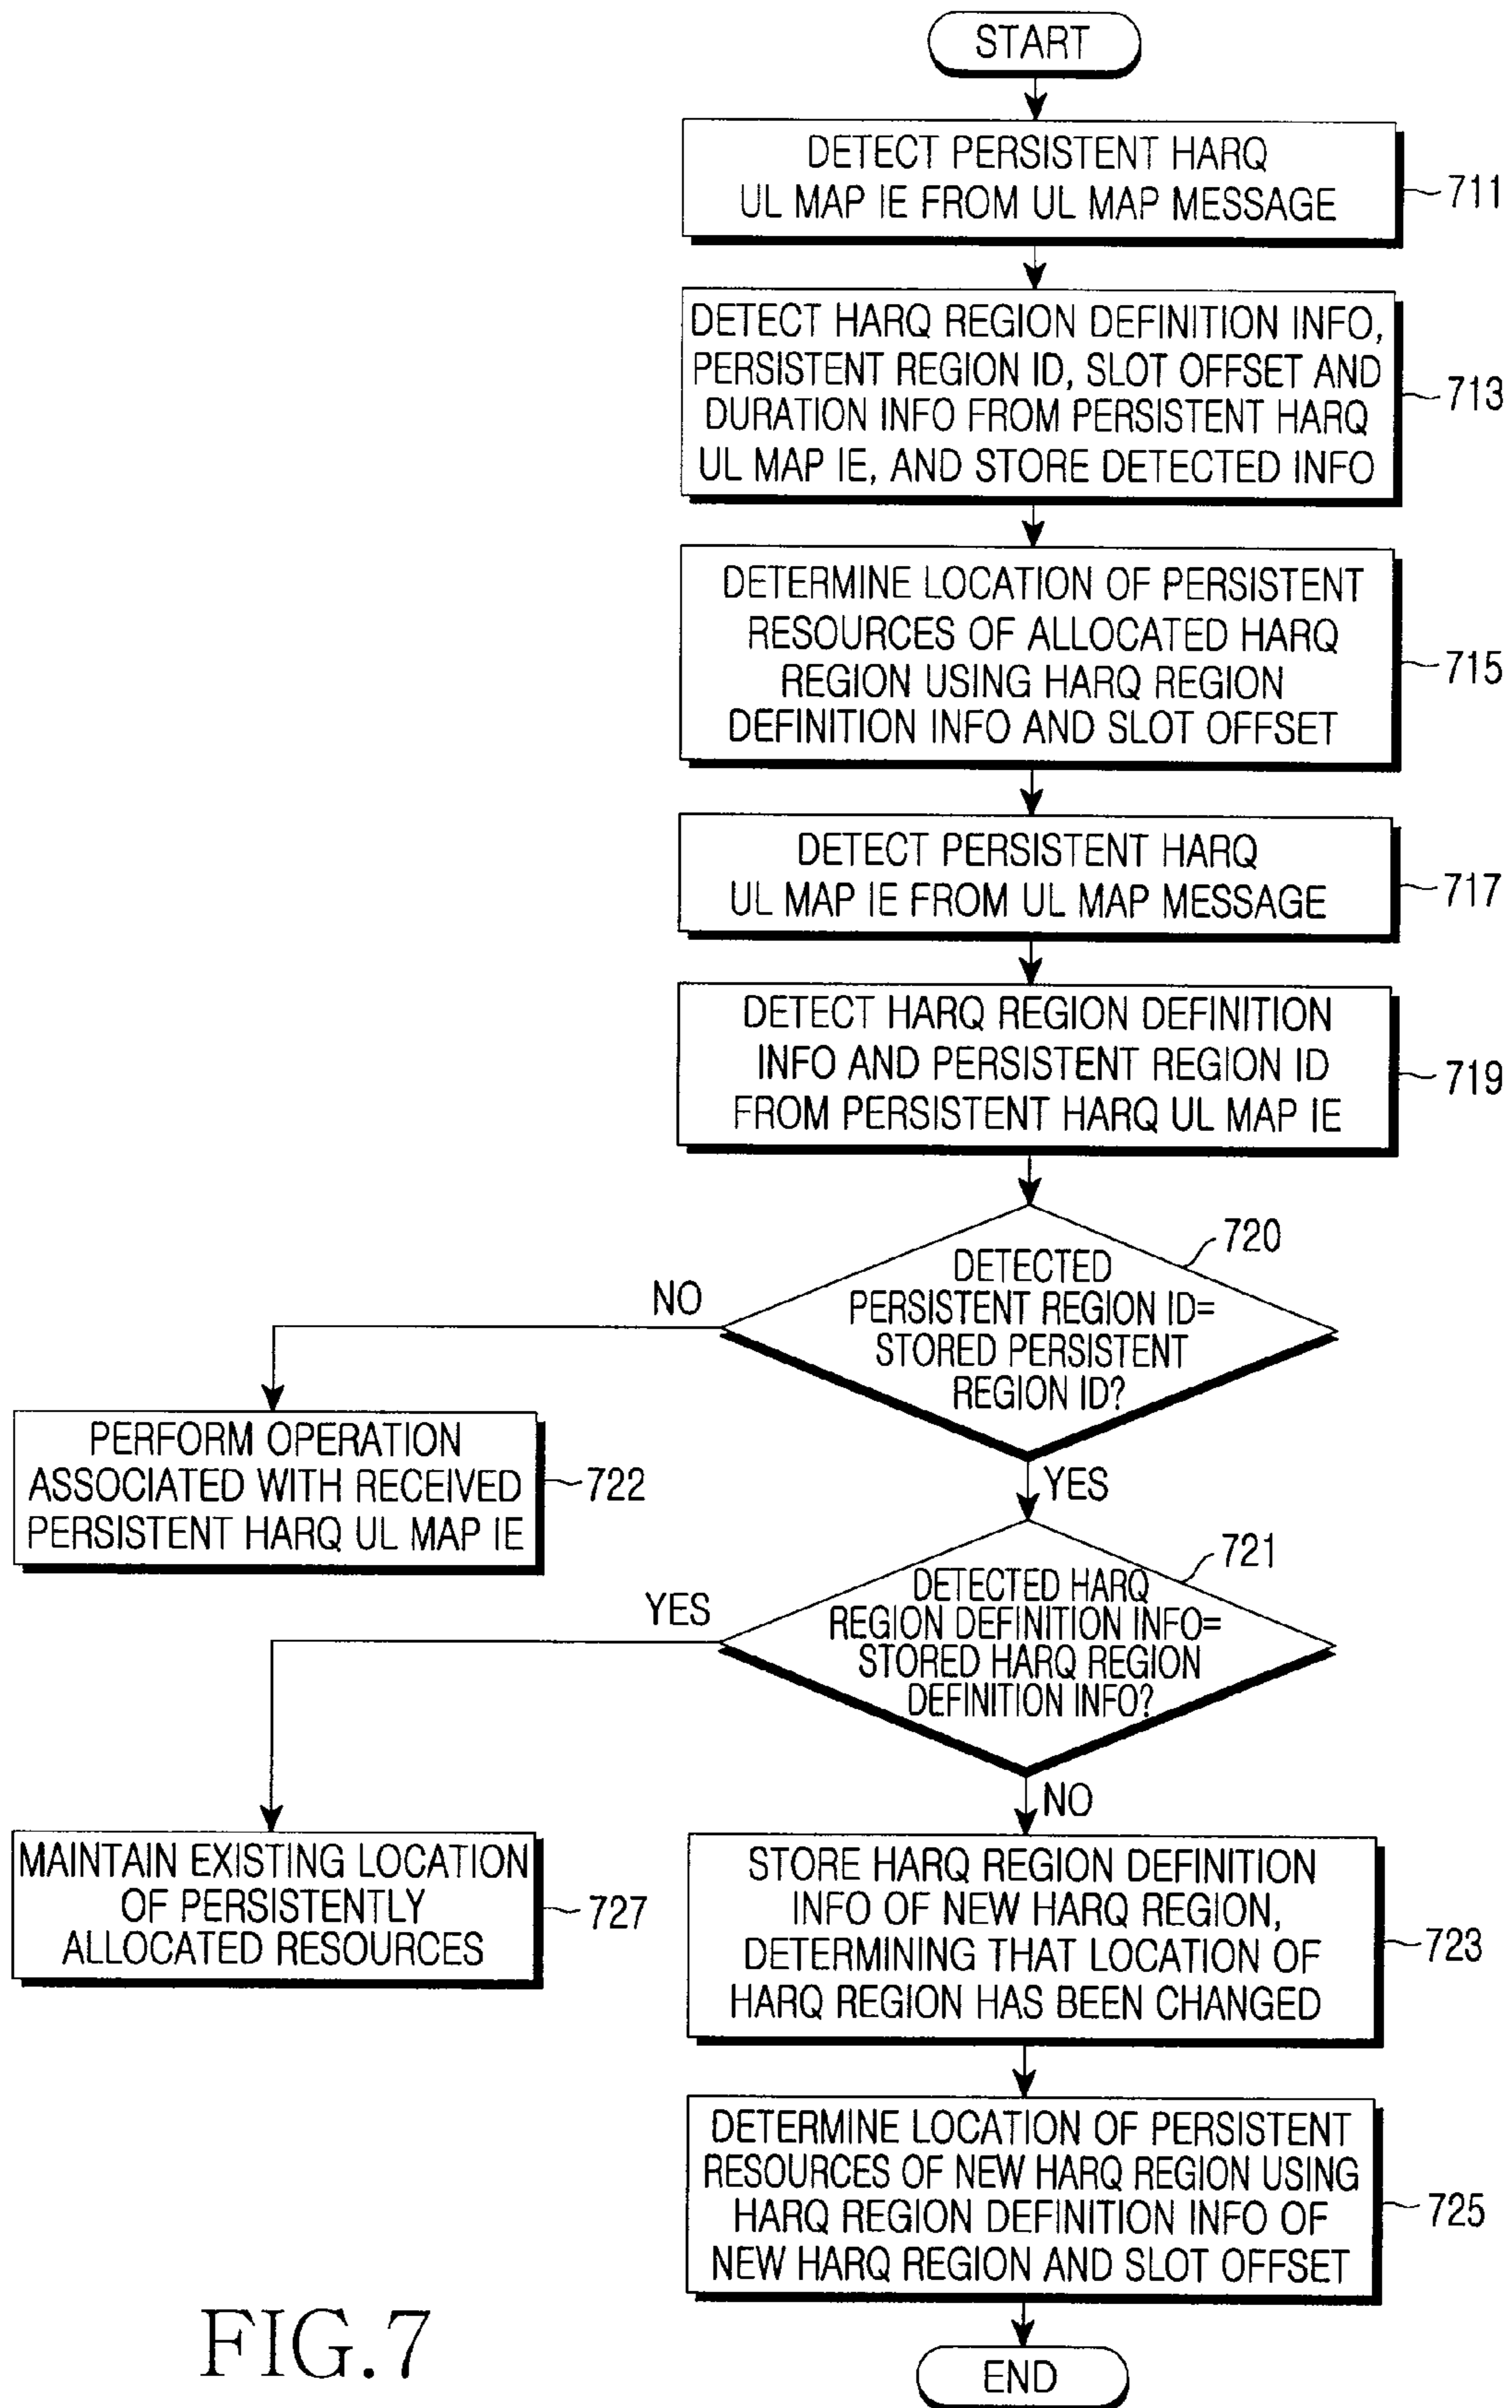 START
DETECT PERSISTENT HARQ
UL MAP IE FROM UL MAP MESSAGE
711
DETECT HARQ REGION DEFINITION INFO,
PERSISTENT REGION ID, SLOT OFFSET AND
DURATION INFO FROM PERSISTENT HARQ
UL MAP IE, AND STORE DETECTED INFO
713
DETERMINE LOCATION OF PERSISTENT
RESOURCES OF ALLOCATED HARQ
REGION USING HARQ REGION
DEFINITION INFO AND SLOT OFFSET
715
DETECT PERSISTENT HARQ
UL MAP IE FROM UL MAP MESSAGE
717
DETECT HARQ REGION DEFINITION
INFO AND PERSISTENT REGION ID
FROM PERSISTENT HARQ UL MAP IE
719
720
DETECTED
PERSISTENT REGION ID=
STORED PERSISTENT
REGION ID?
NO
PERFORM OPERATION
ASSOCIATED WITH RECEIVED
PERSISTENT HARQ UL MAP IE
722
YES
721
DETECTED HARQ
REGION DEFINITION INFO=
STORED HARQ REGION
DEFINITION INFO?
YES
NO
MAINTAIN EXISTING LOCATION
OF PERSISTENTLY
ALLOCATED RESOURCES
727
STORE HARQ REGION DEFINITION
INFO OF NEW HARQ REGION,
DETERMINING THAT LOCATION OF
HARQ REGION HAS BEEN CHANGED
723
DETERMINE LOCATION OF PERSISTENT
RESOURCES OF NEW HARQ REGION USING
HARQ REGION DEFINITION INFO OF
NEW HARQ REGION AND SLOT OFFSET
725
END
FIG.7